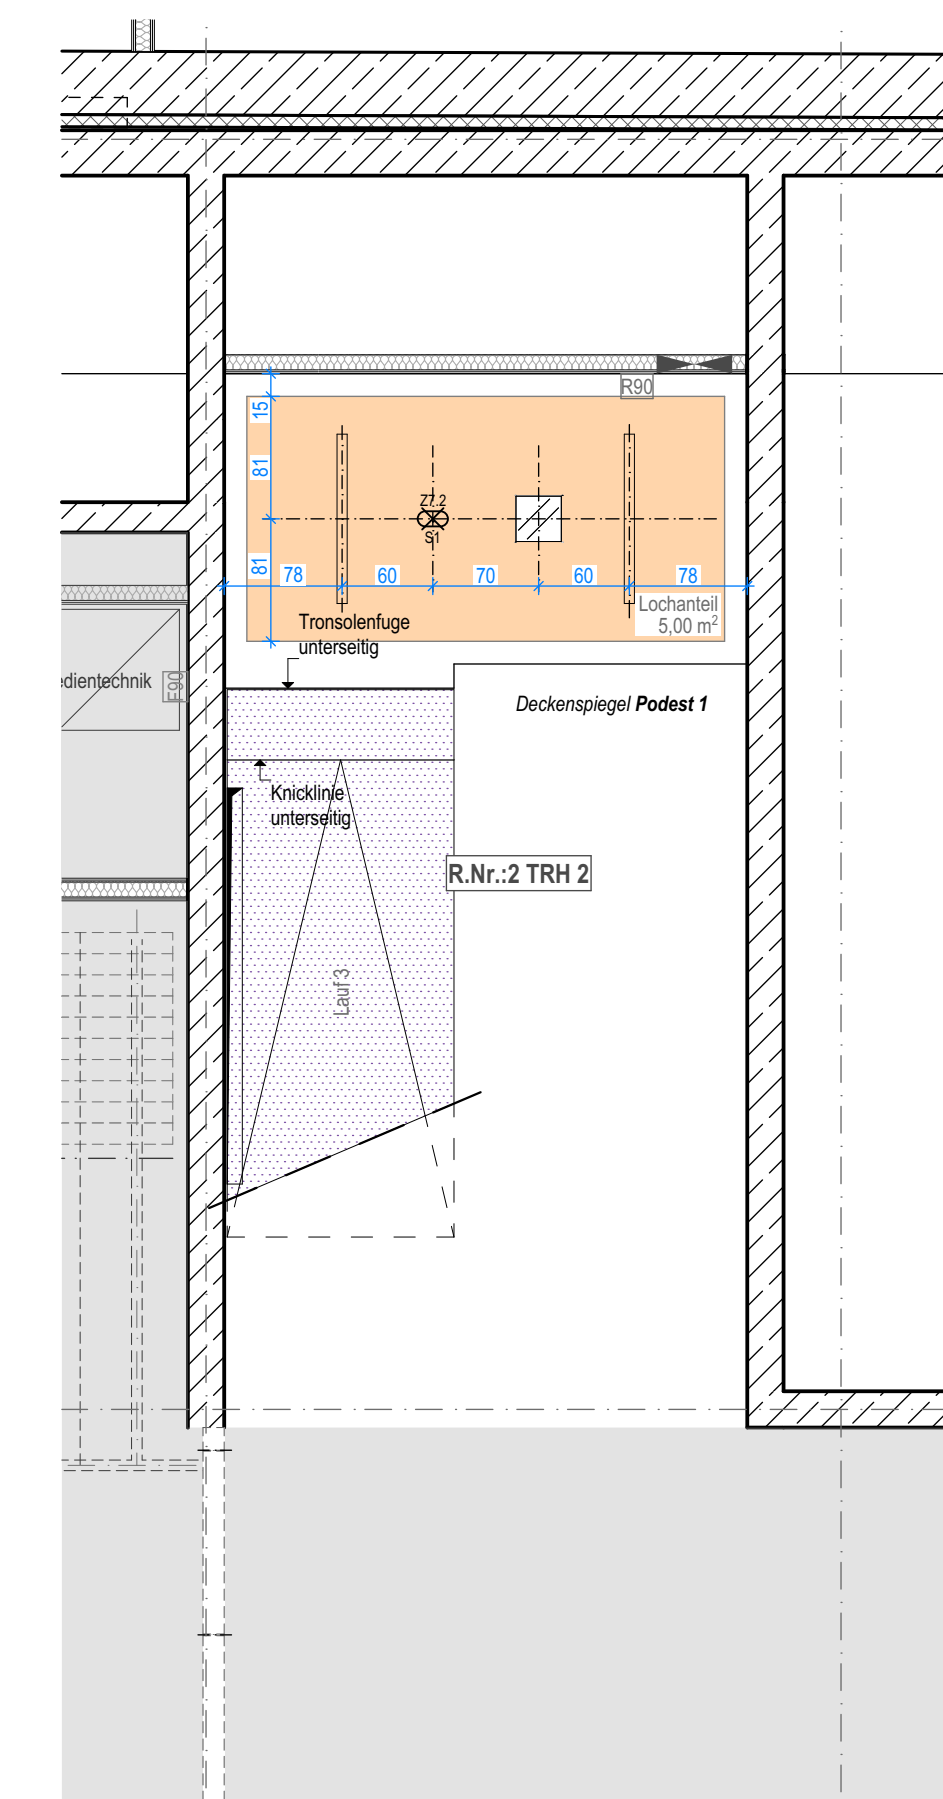 R90
15
81
Z7.2
S1
81
78
60
70
60
78
Lochanteil
5,00 m²
Tronsolenfuge
unterseitig
edientechnik
F90
Deckenspiegel Podest 1
Knicklinie
unterseitig
R.Nr.:2 TRH 2
Lauf 3